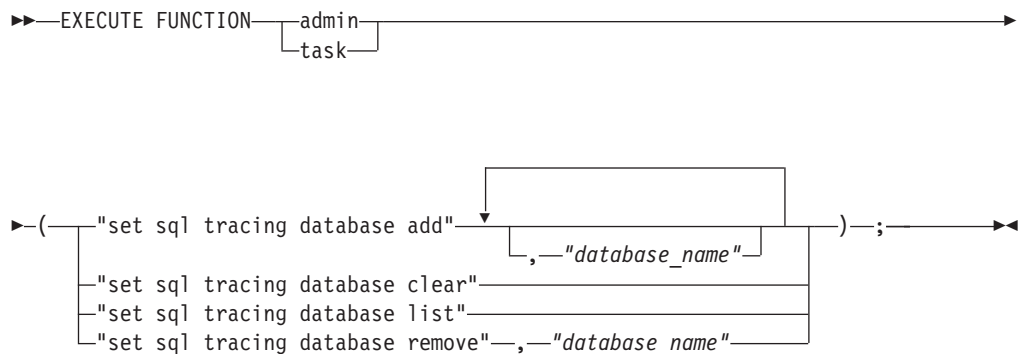 EXECUTE FUNCTION admin
task
( "set sql tracing database add" ) ;
, "database_name"
"set sql tracing database clear"
"set sql tracing database list"
"set sql tracing database remove" , "database name"